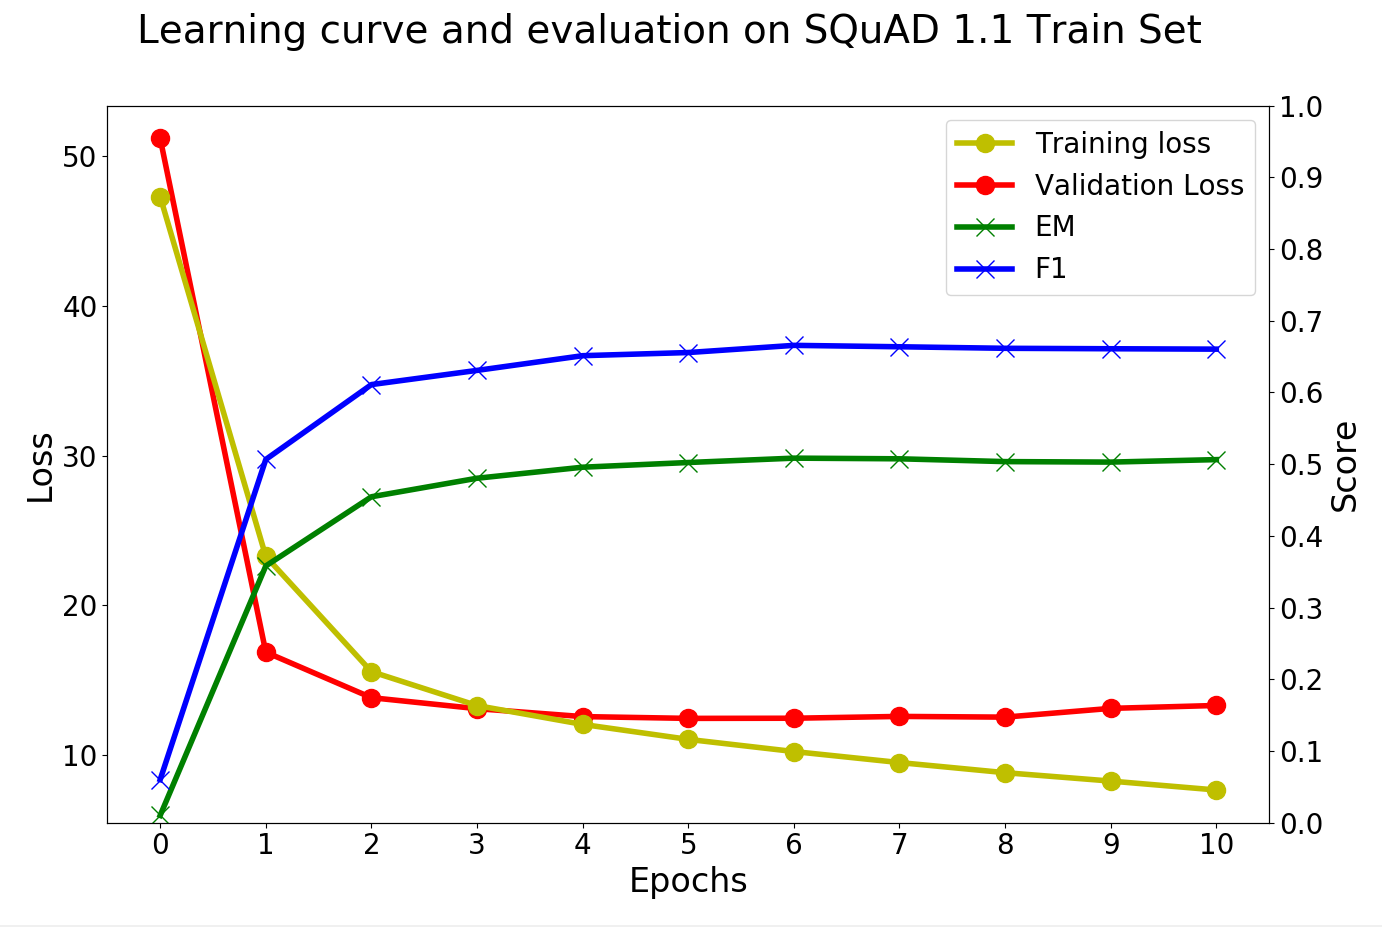 Learning curve and evaluation on SQuAD 1.1 Train Set
Training loss
Validation Loss
EM
F1
Loss
50
40
30
20
10
1.0
0.9
0.8
0.7
0.6
0.5
0.4
0.3
0.2
0.1
0.0
Score
0 1 2 3 4 5 6 7 8 9 10
Epochs